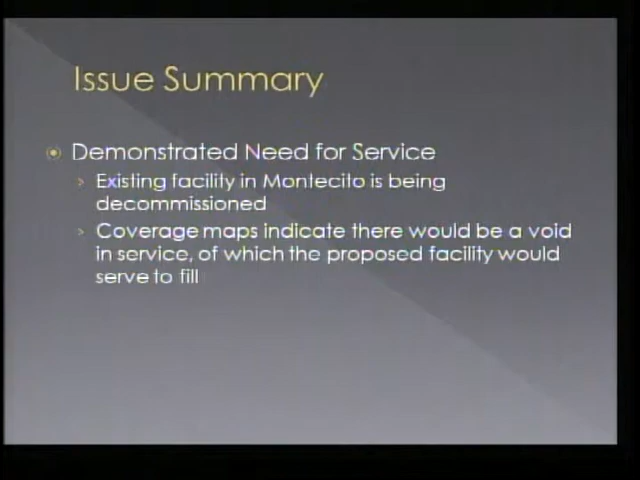 Issue Summary
Demonstrated Need for Service
Existing facility in Montecito is being
decommissioned
Coverage maps indicate there would be a void
in service, of which the proposed facility would
serve to fill